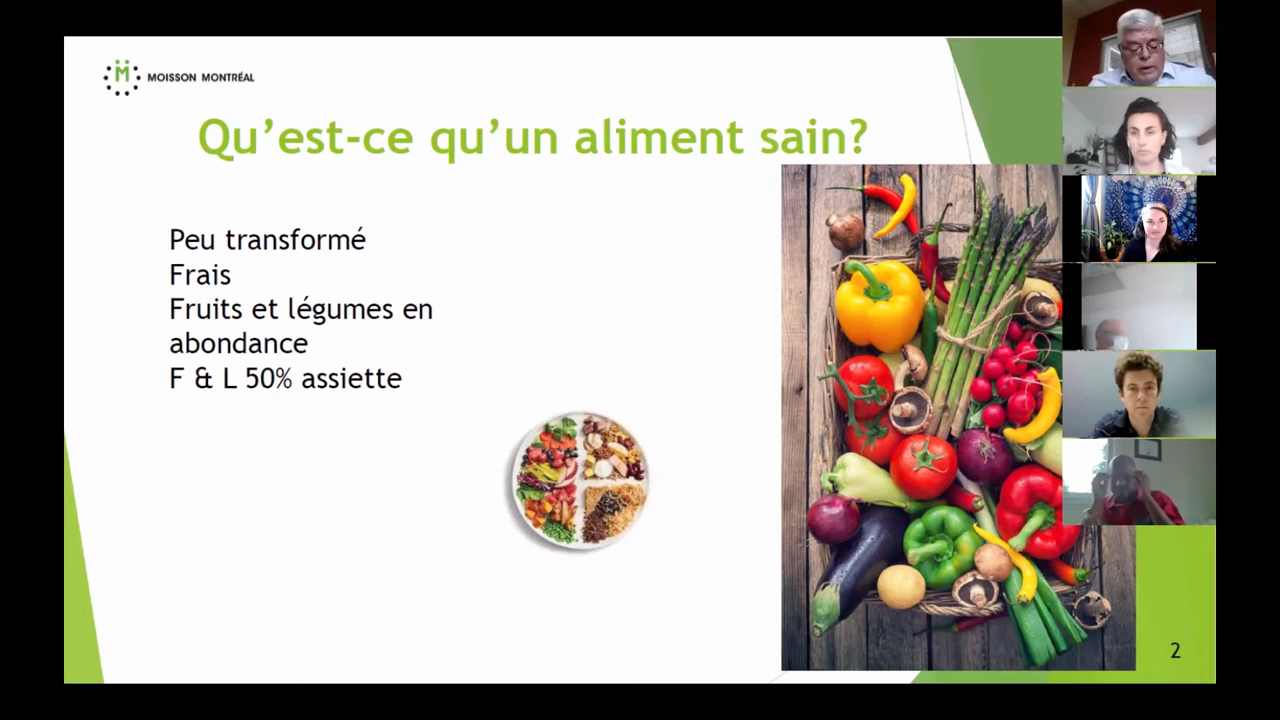 MOISSON MONTRÉAL
Qu'est-ce qu'un aliment sain?
Peu transformé
Frais
Fruits et légumes en
abondance
F & L 50% assiette
2